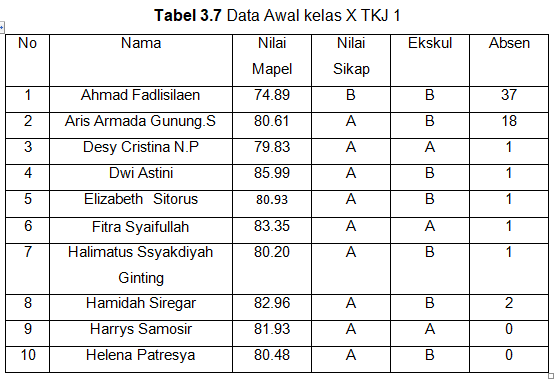 Tabel 3.7 Data Awal kelas X TKJ 1
No Nama Nilai Mapel Nilai Sikap Ekskul Absen
1 Ahmad Fadlisilaen 74.89 B B 37
2 Aris Armada Gunung.S 80.61 A B 18
3 Desy Cristina N.P 79.83 A A 1
4 Dwi Astini 85.99 A B 1
5 Elizabeth Sitorus 80.93 A B 1
6 Fitra Syaifullah 83.35 A A 1
7 Halimatus Ssyakdiyah Ginting 80.20 A B 1
8 Hamidah Siregar 82.96 A B 2
9 Harrys Samosir 81.93 A A 0
10 Helena Patresya 80.48 A B 0